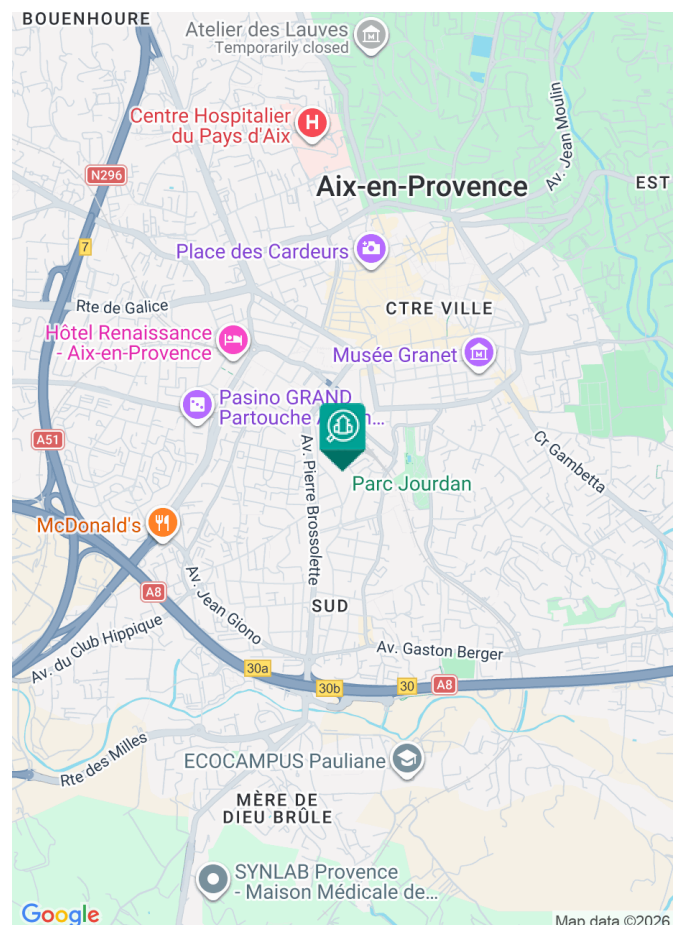 BOUENHOURE
Atelier des Lauves
Temporarily closed
Centre Hospitalier
du Pays d'Aix
Av. Jean Moulin
N296
Aix-en-Provence
EST
7
Place des Cardeurs
Rte de Galice
CTRE VILLE
Hôtel Renaissance
- Aix-en-Provence
Musée Granet
Pasino GRAND
Partouche A
n...
A51
Av. Pierre Brossolette
Cr Gambetta
Parc Jourdan
McDonald's
A8
Av. Jean Giono
SUD
Av. du Club Hippique
Av. Gaston Berger
30a
30b
30
A8
Rte des Milles
ECOCAMPUS Pauliane
MÈRE DE
DIEU BRÛLE
SYNLAB Provence
- Maison Médicale de...
Google
Map data ©2026